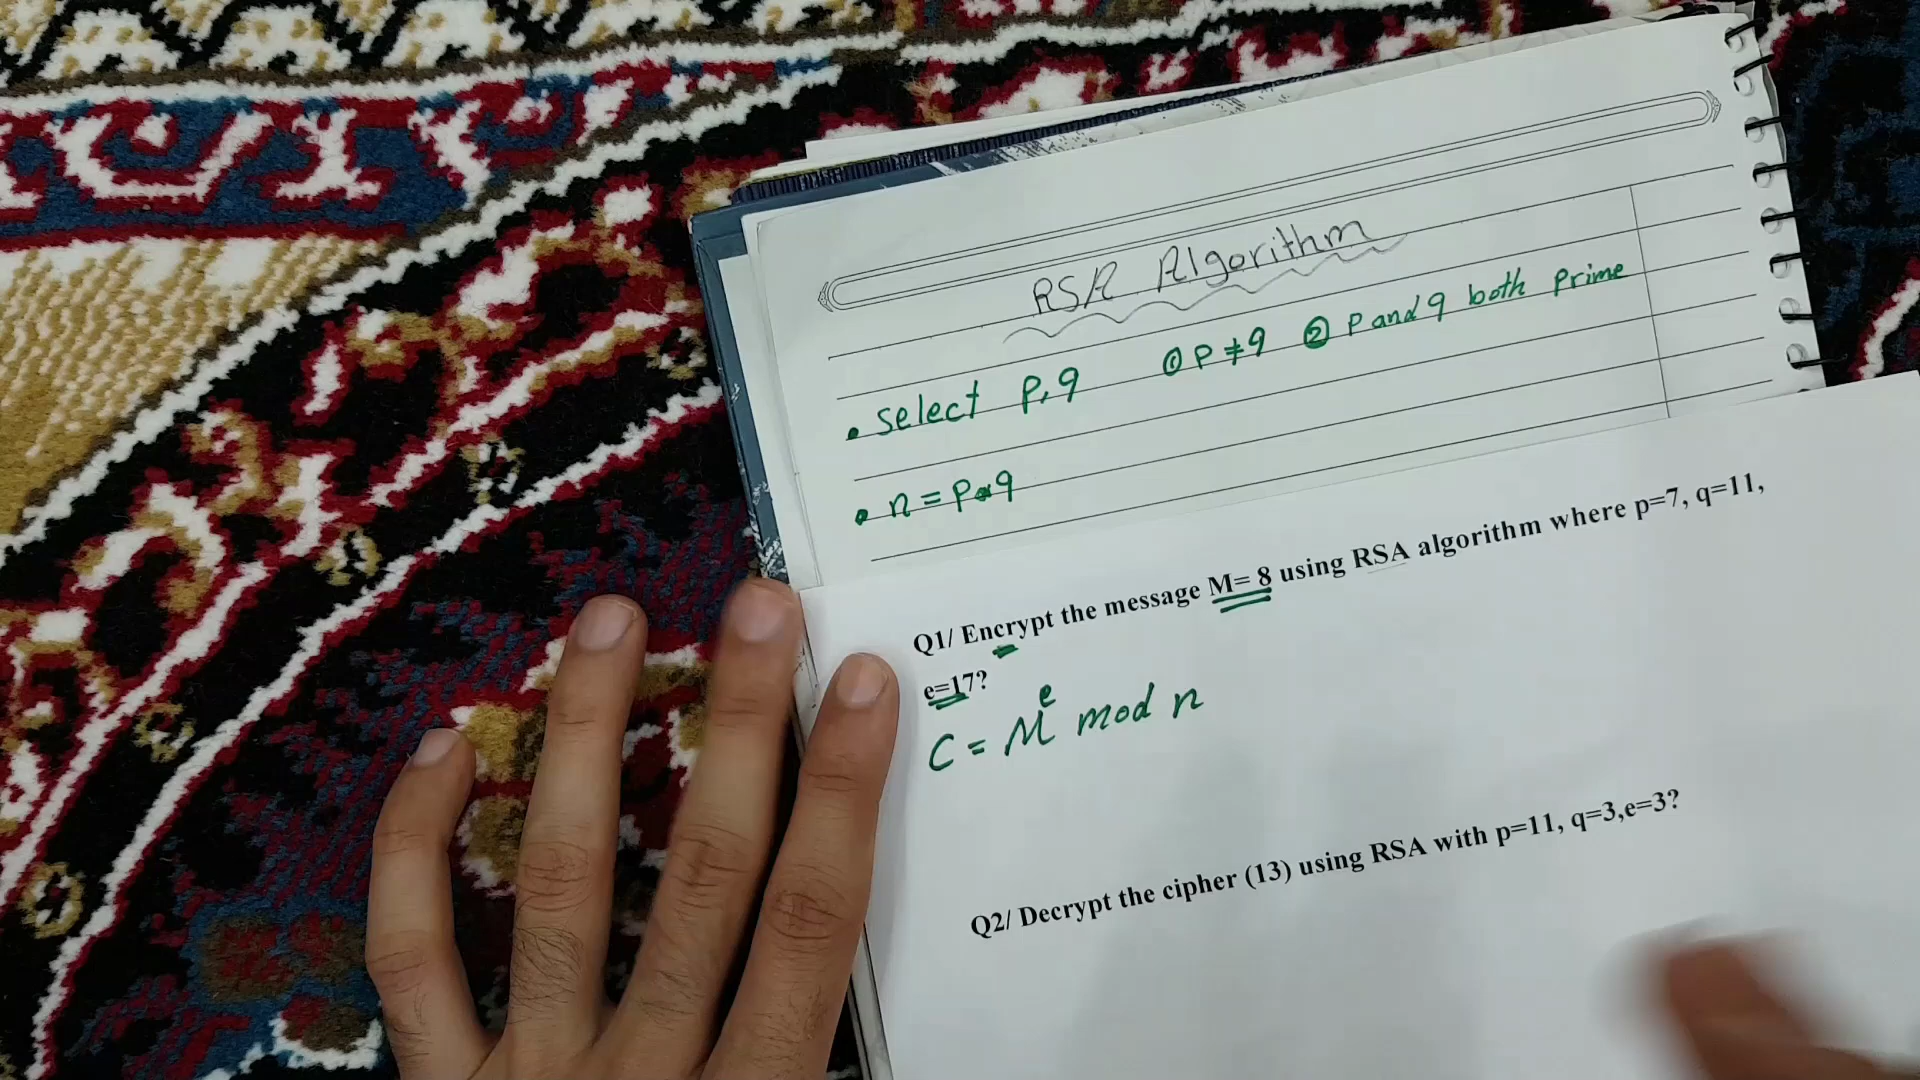 RSA Algorithm
• select P, q ① P ≠ q ② P and q both Prime
• n = P * q
Q1/ Encrypt the message M= 8 using RSA algorithm where p=7, q=11,
e=17?
C = M^e mod n
Q2/ Decrypt the cipher (13) using RSA with p=11, q=3,e=3?